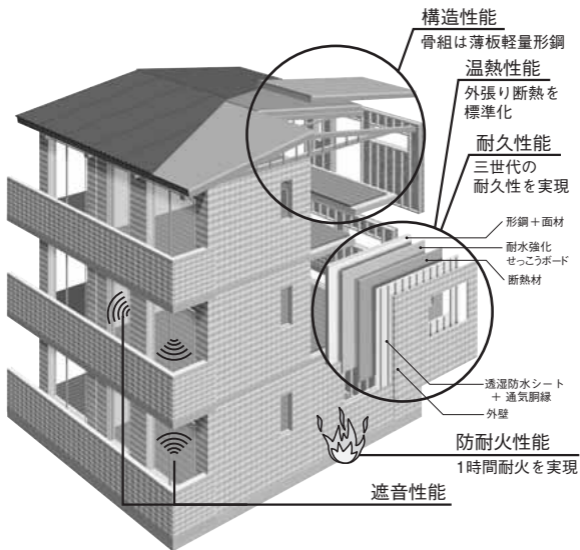 構造性能
骨組は薄板軽量形鋼
温熱性能
外張り断熱を
標準化
耐久性能
三世代の
耐久性を実現
形鋼＋面材
耐水強化
せっこうボード
断熱材
透湿防水シート
＋ 通気胴縁
外壁
防耐火性能
1時間耐火を実現
遮音性能